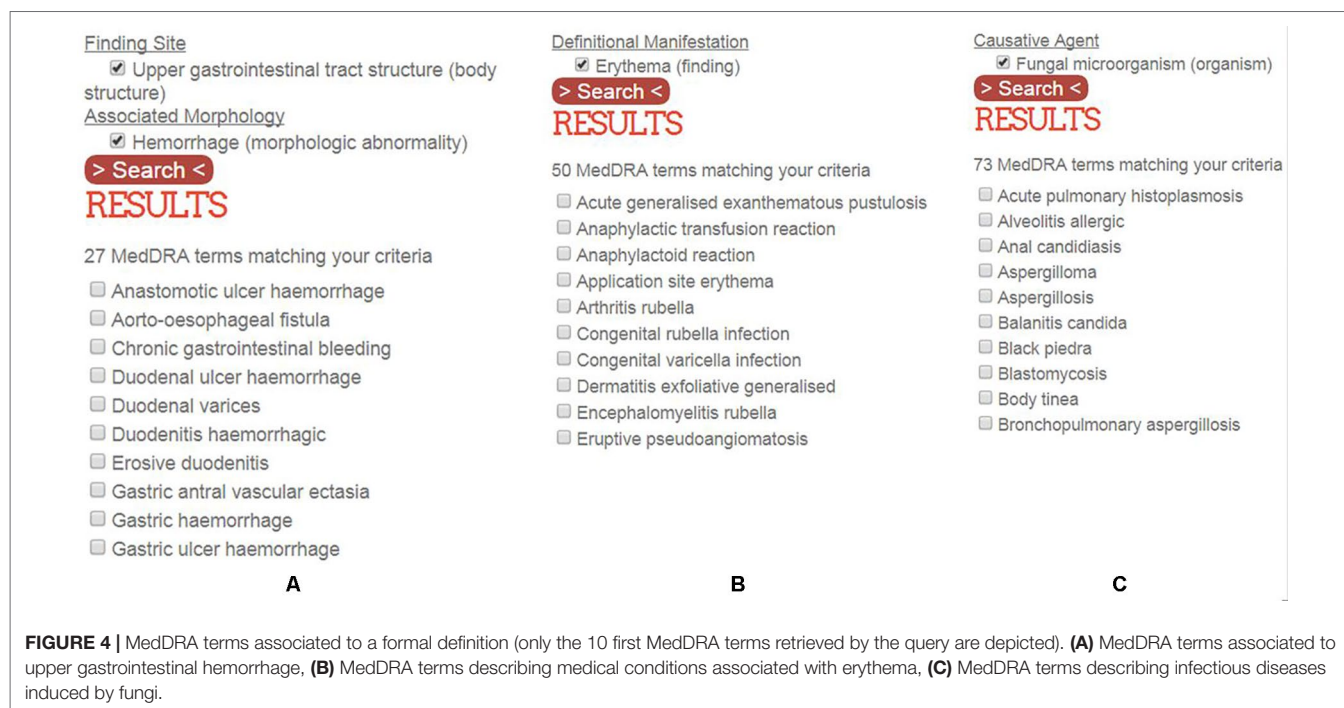 Finding Site
Upper gastrointestinal tract structure (body
structure)
Associated Morphology
Hemorrhage (morphologic abnormality)
> Search <
RESULTS
27 MedDRA terms matching your criteria
Anastomotic ulcer haemorrhage
Aorto-oesophageal fistula
Chronic gastrointestinal bleeding
Duodenal ulcer haemorrhage
Duodenal varices
Duodenitis haemorrhagic
Erosive duodenitis
Gastric antral vascular ectasia
Gastric haemorrhage
Gastric ulcer haemorrhage
A
Definitional Manifestation
Erythema (finding)
> Search <
RESULTS
50 MedDRA terms matching your criteria
Acute generalised exanthematous pustulosis
Anaphylactic transfusion reaction
Anaphylactoid reaction
Application site erythema
Arthritis rubella
Congenital rubella infection
Congenital varicella infection
Dermatitis exfoliative generalised
Encephalomyelitis rubella
Eruptive pseudoangiomatosis
B
Causative Agent
Fungal microorganism (organism)
> Search <
RESULTS
73 MedDRA terms matching your criteria
Acute pulmonary histoplasmosis
Alveolitis allergic
Anal candidiasis
Aspergilloma
Aspergillosis
Balanitis candida
Black piedra
Blastomycosis
Body tinea
Bronchopulmonary aspergillosis
C
FIGURE 4 | MedDRA terms associated to a formal definition (only the 10 first MedDRA terms retrieved by the query are depicted). (A) MedDRA terms associated to
upper gastrointestinal hemorrhage, (B) MedDRA terms describing medical conditions associated with erythema, (C) MedDRA terms describing infectious diseases
induced by fungi.